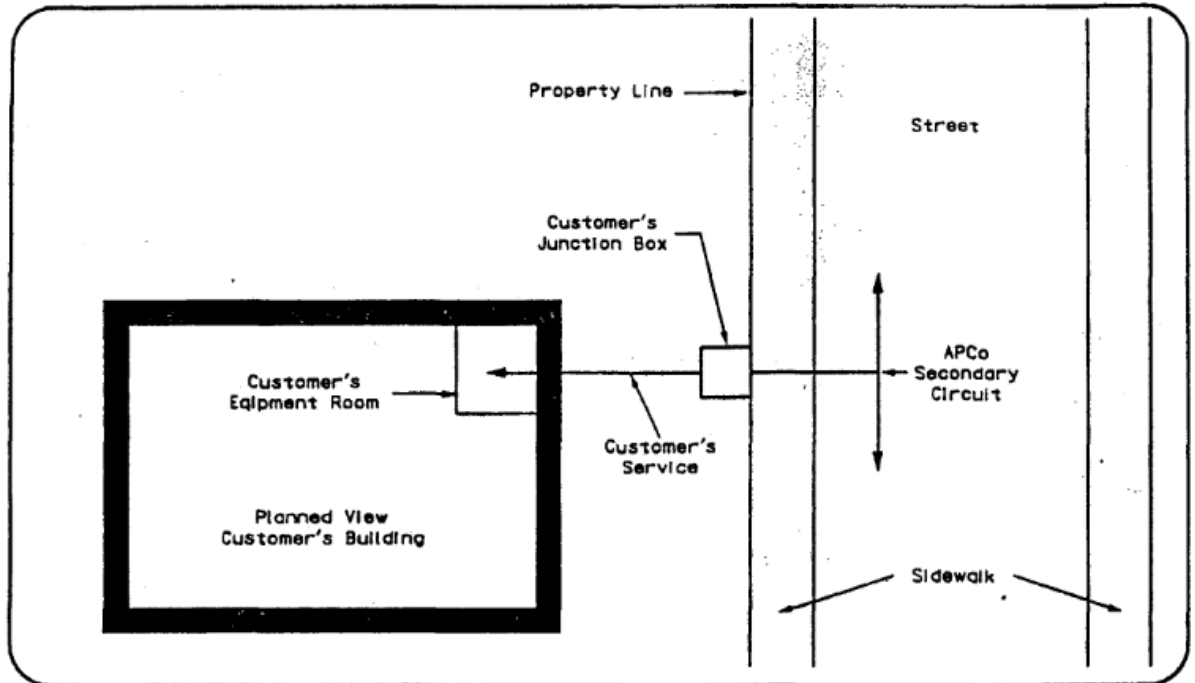 Property Line
Street
Customer's
Junction Box
APCo
Secondary
Circuit
Customer's
Eqipment Room
Customer's
Service
Planned View
Customer's Building
Sidewalk